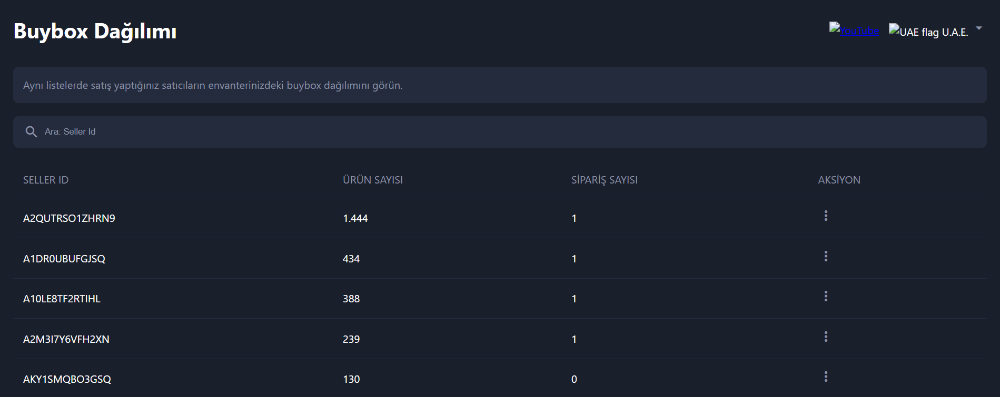 Buybox Dağılımı
YouTube
UAE flag U.A.E.
Aynı listelerde satış yaptığınız satıcıların envanterinizdeki buybox dağılımını görün.
Ara: Seller Id
SELLER ID ÜRÜN SAYISI SİPARİŞ SAYISI AKSİYON
A2QUTRSO1ZHRN9 1.444 1
A1DR0UBUFGJSQ 434 1
A10LE8TF2RTIHL 388 1
A2M3I7Y6VFH2XN 239 1
AKY1SMQBO3GSQ 130 0